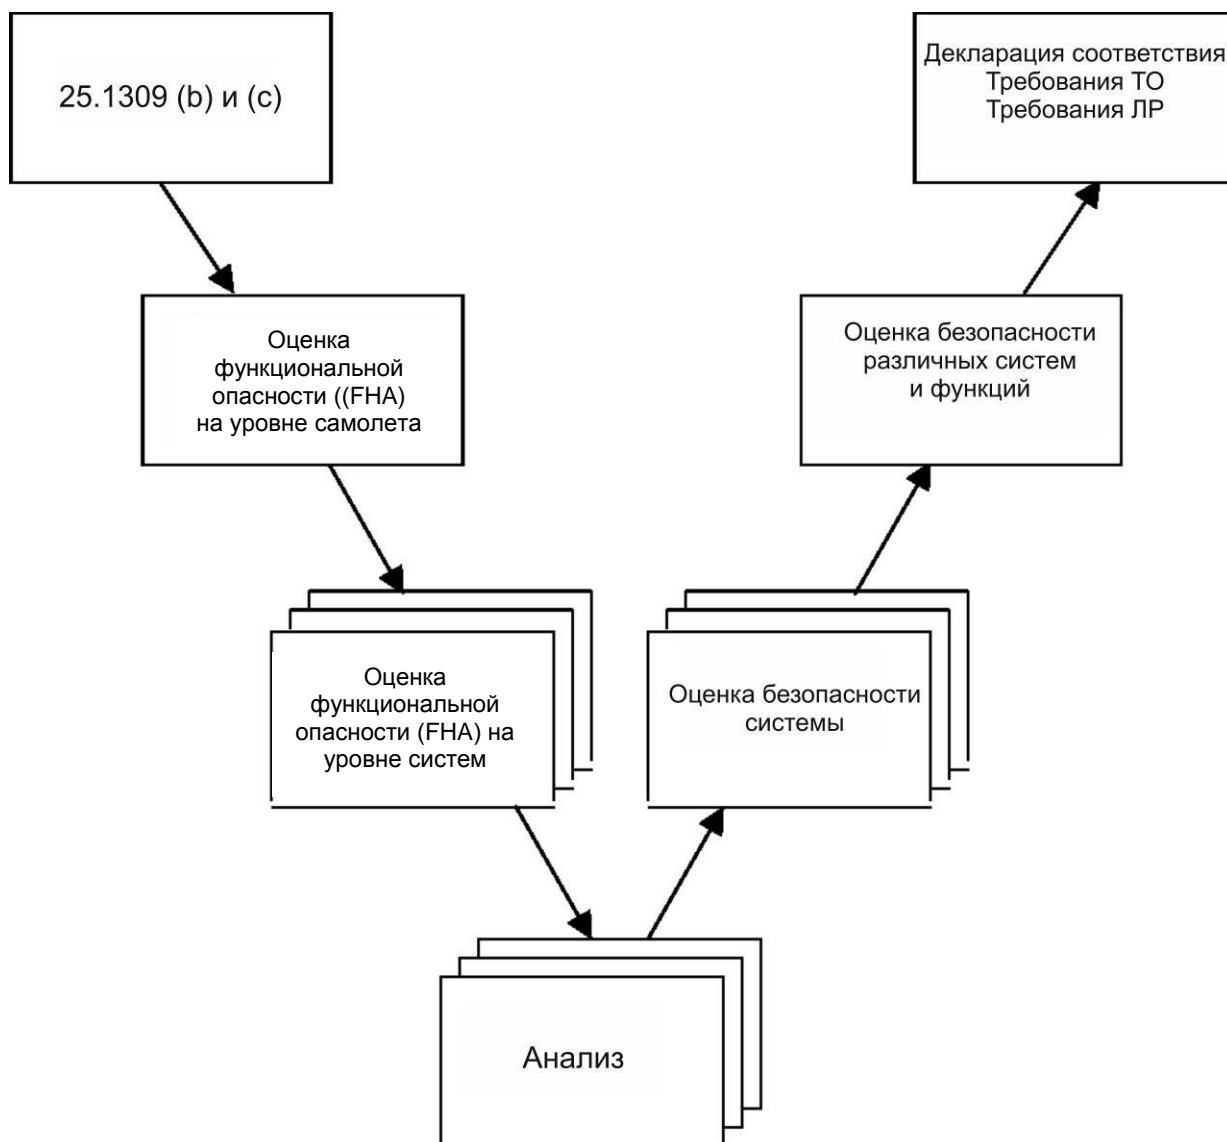 25.1309 (b) и (c)
Декларация соответствия
Требования ТО
Требования ЛР
Оценка
функциональной
опасности ((FHA)
на уровне самолета
Оценка безопасности
различных систем
и функций
Оценка
функциональной
опасности (FHA) на
уровне систем
Оценка безопасности
системы
Анализ